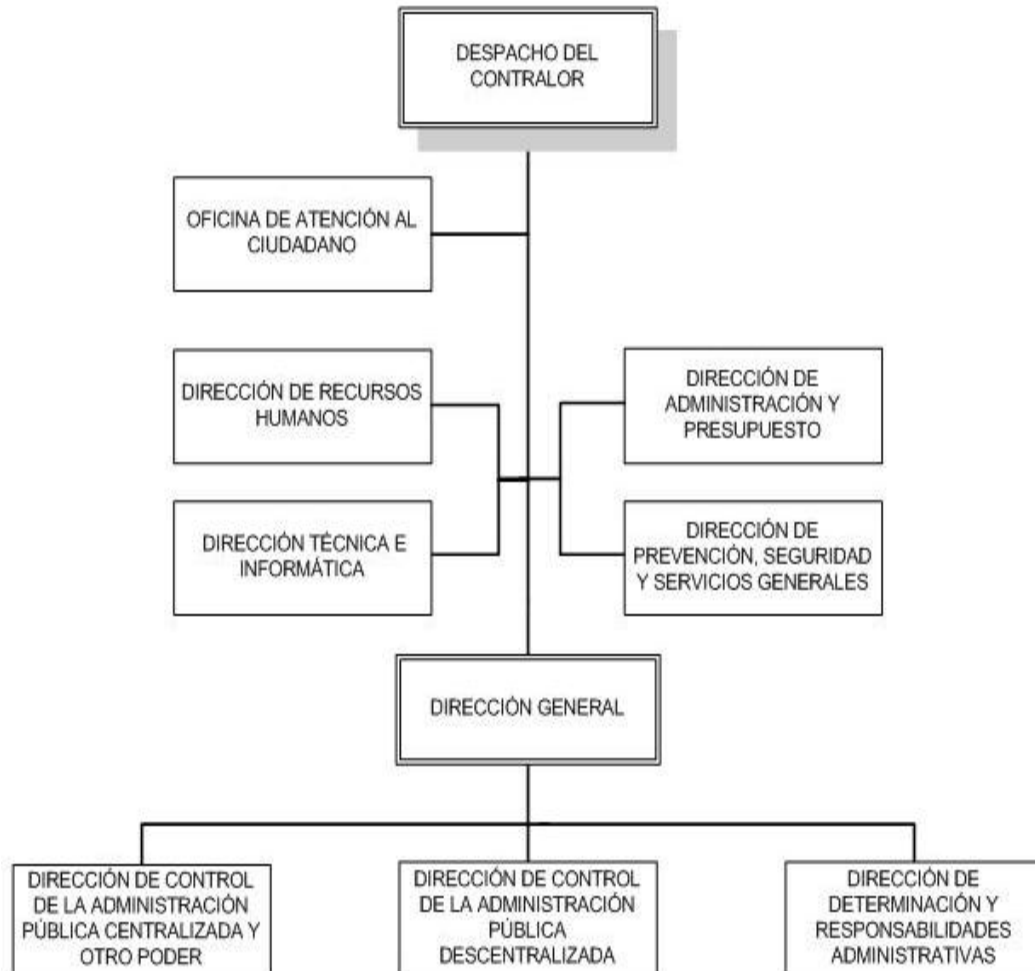 DESPACHO DEL
CONTRALOR
OFICINA DE ATENCIÓN AL
CIUDADANO
DIRECCIÓN DE RECURSOS
HUMANOS
DIRECCIÓN DE
ADMINISTRACIÓN Y
PRESUPUESTO
DIRECCIÓN TÉCNICA E
INFORMÁTICA
DIRECCIÓN DE
PREVENCIÓN, SEGURIDAD
Y SERVICIOS GENERALES
DIRECCIÓN GENERAL
DIRECCIÓN DE CONTROL
DE LA ADMINISTRACIÓN
PÚBLICA CENTRALIZADA Y
OTRO PODER
DIRECCIÓN DE CONTROL
DE LA ADMINISTRACIÓN
PÚBLICA
DESCENTRALIZADA
DIRECCIÓN DE
DETERMINACIÓN Y
RESPONSABILIDADES
ADMINISTRATIVAS